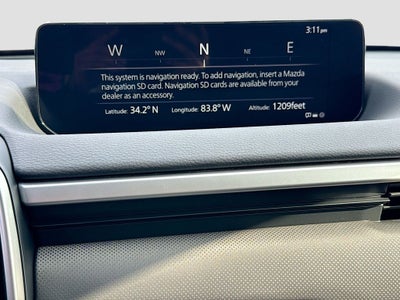 3:11pm
W NW N NE E
This system is navigation ready. To add navigation, insert a Mazda
navigation SD card. Navigation SD cards are available from your
dealer as an accessory.
Latitude: 34.2° N Longitude: 83.8° W Altitude: 1209feet